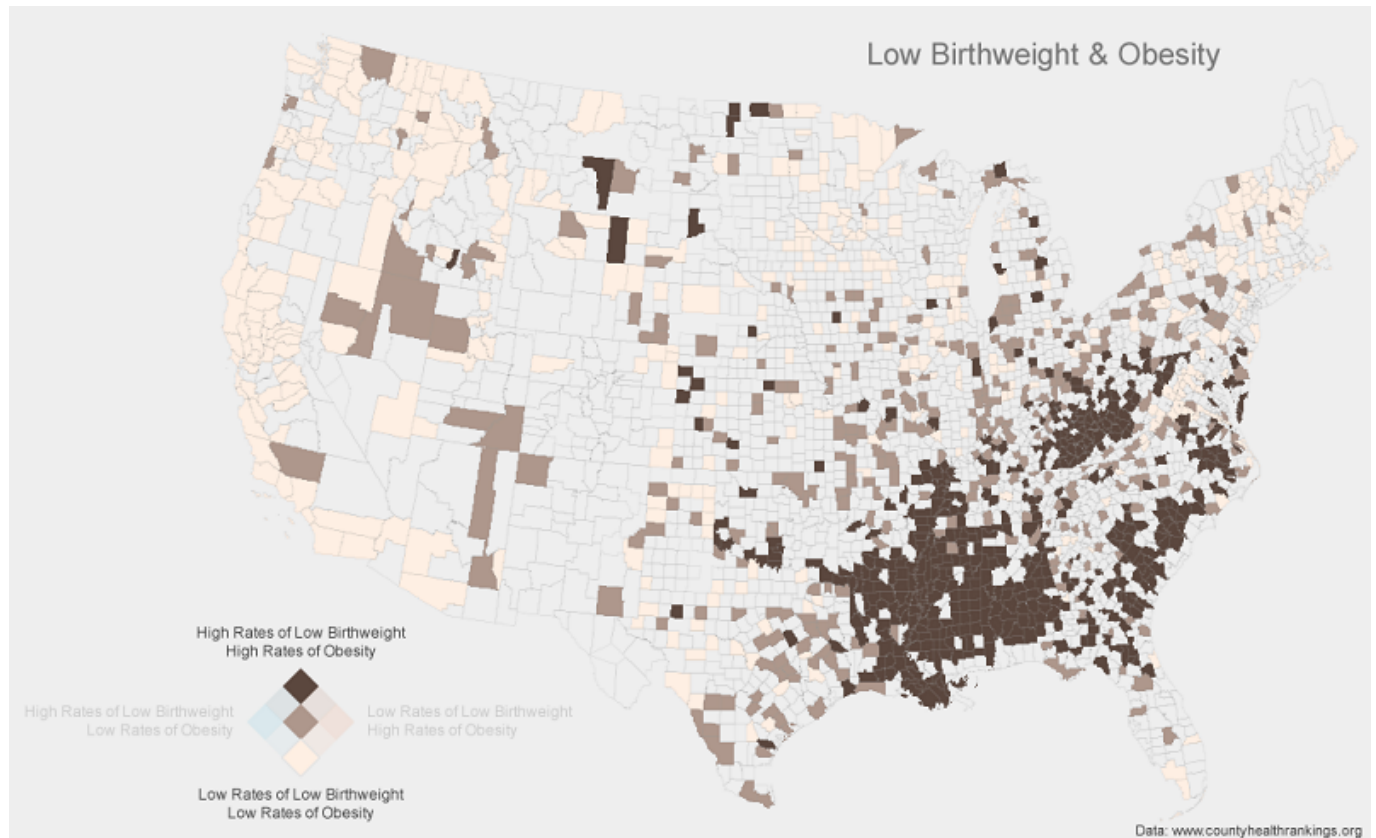 Low Birthweight & Obesity
High Rates of Low Birthweight
High Rates of Obesity
High Rates of Low Birthweight
Low Rates of Obesity
Low Rates of Low Birthweight
High Rates of Obesity
Low Rates of Low Birthweight
Low Rates of Obesity
Data: www.countyhealthrankings.org